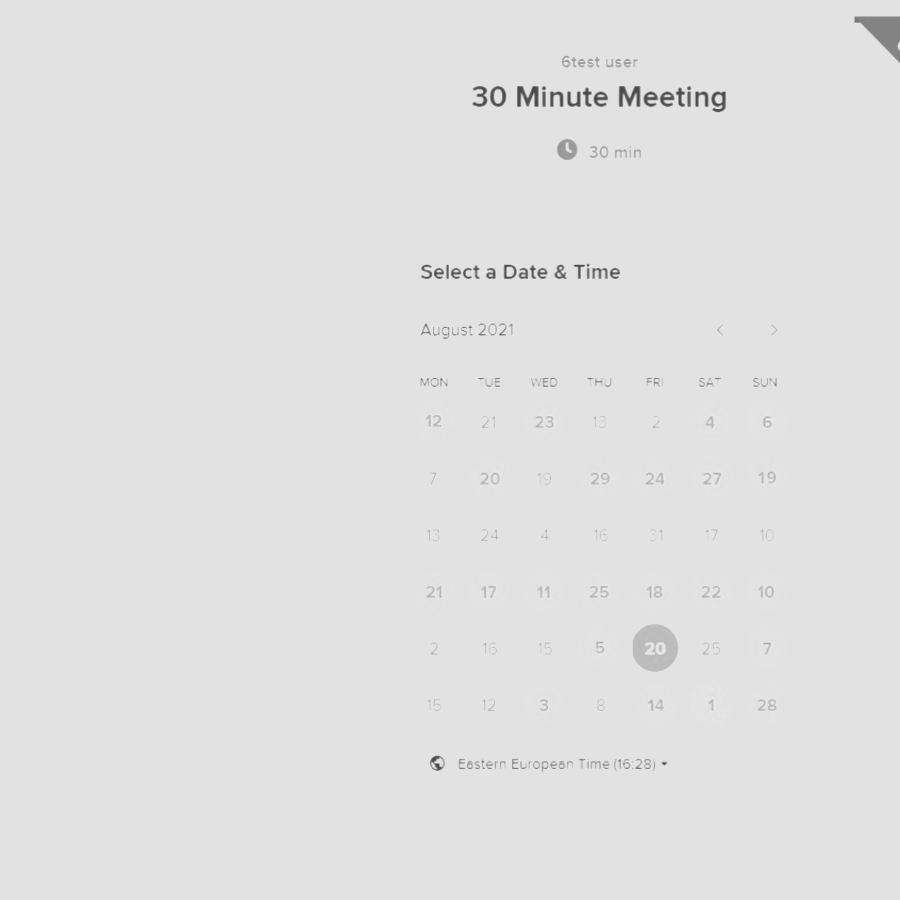 6test user
30 Minute Meeting
30 min
Select a Date & Time
August 2021
MON TUE WED THU FRI SAT SUN
12 21 23 13 2 4 6
7 20 19 29 24 27 19
13 24 4 16 31 17 10
21 17 11 25 18 22 10
2 16 15 5 20 25 7
15 12 3 8 14 1 28
Eastern European Time (16:28)